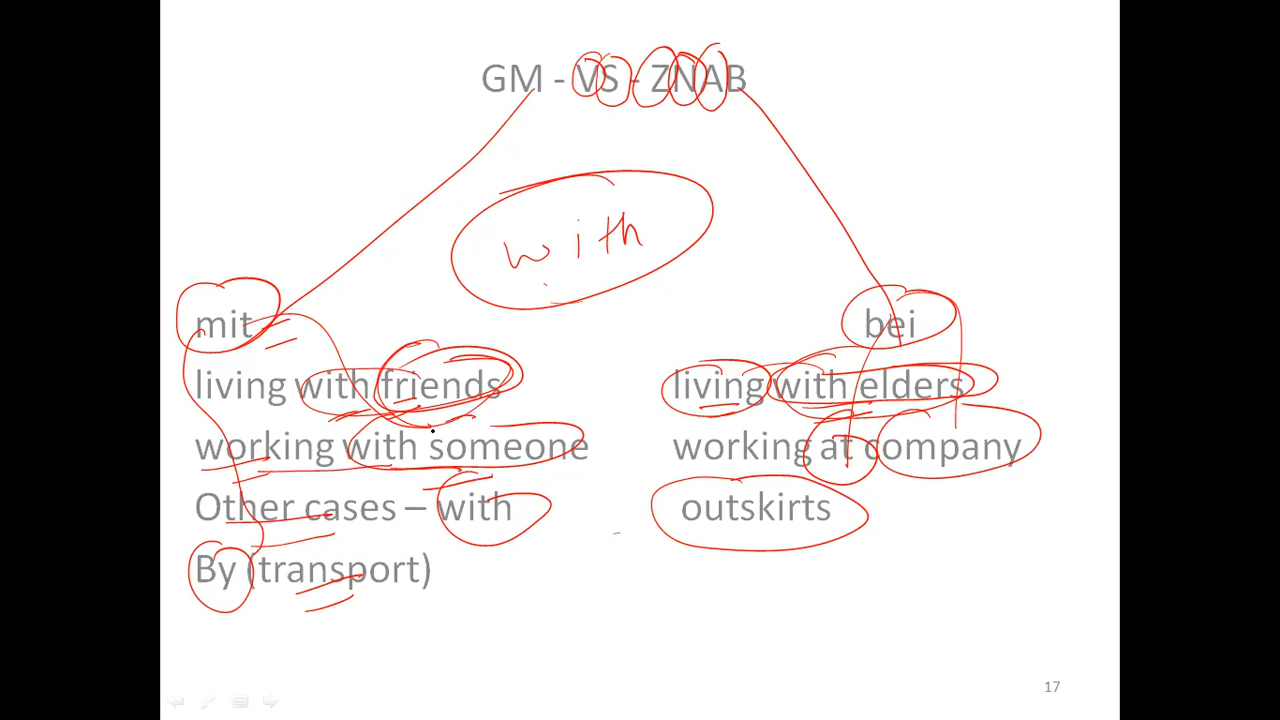 GM - VS - ZNAB
with
mit
living with friends
working with someone
Other cases – with
By (transport)
bei
living with elders
working at company
outskirts
17